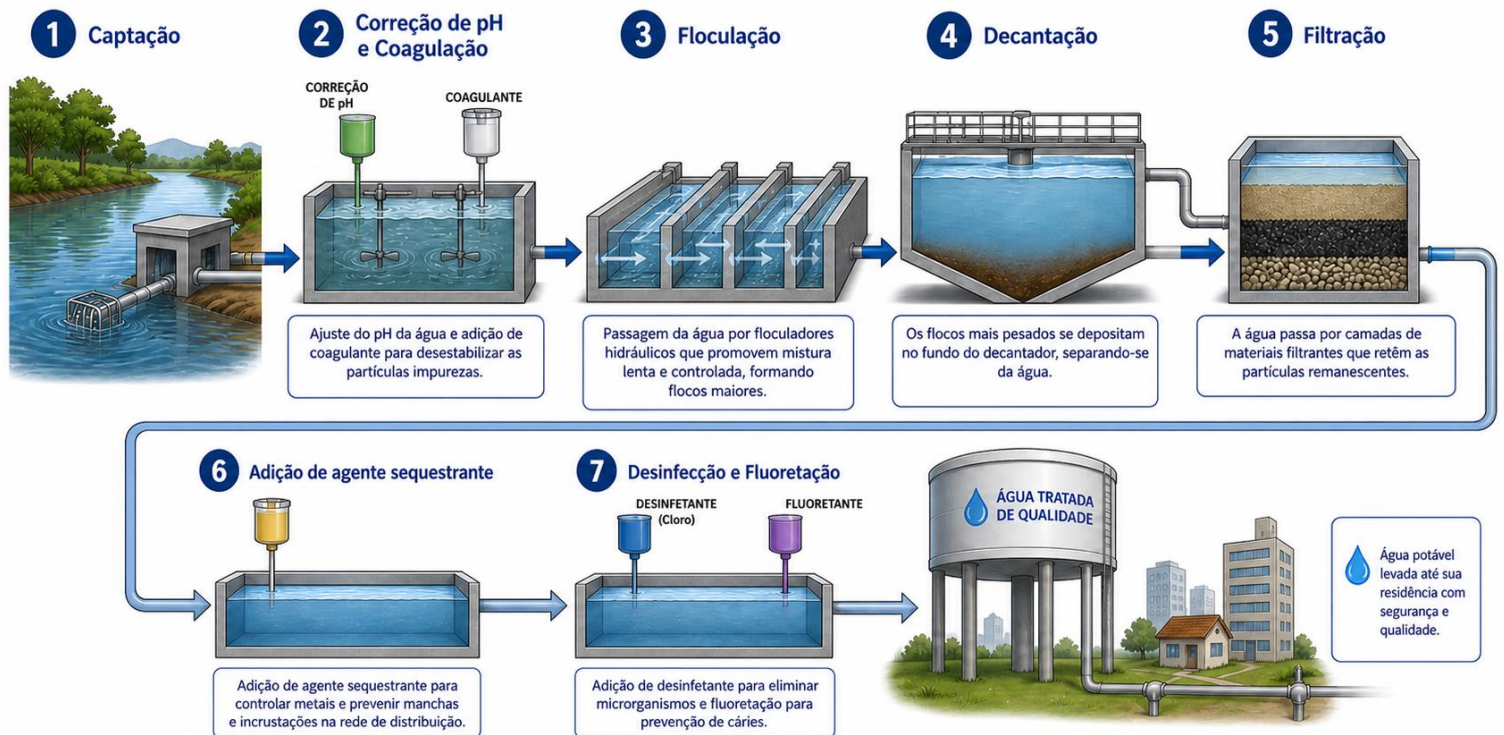 1 Captação
2 Correção de pH
e Coagulação
3 Floculação
4 Decantação
5 Filtração
CORREÇÃO
DE pH
COAGULANTE
Ajuste do pH da água e adição de
coagulante para desestabilizar as
partículas impurezas.
Passagem da água por floculadores
hidráulicos que promovem mistura
lenta e controlada, formando
flocos maiores.
Os flocos mais pesados se depositam
no fundo do decantador, separando-se
da água.
A água passa por camadas de
materiais filtrantes que retêm as
partículas remanescentes.
6 Adição de agente sequestrante
7 Desinfecção e Fluoretação
DESINFETANTE
(Cloro)
FLUORETANTE
Adição de agente sequestrante para
controlar metais e prevenir manchas
e incrustações na rede de distribuição.
Adição de desinfetante para eliminar
microrganismos e fluoretação para
prevenção de cáries.
ÁGUA TRATADA
DE QUALIDADE
Água potável
levada até sua
residência com
segurança e
qualidade.